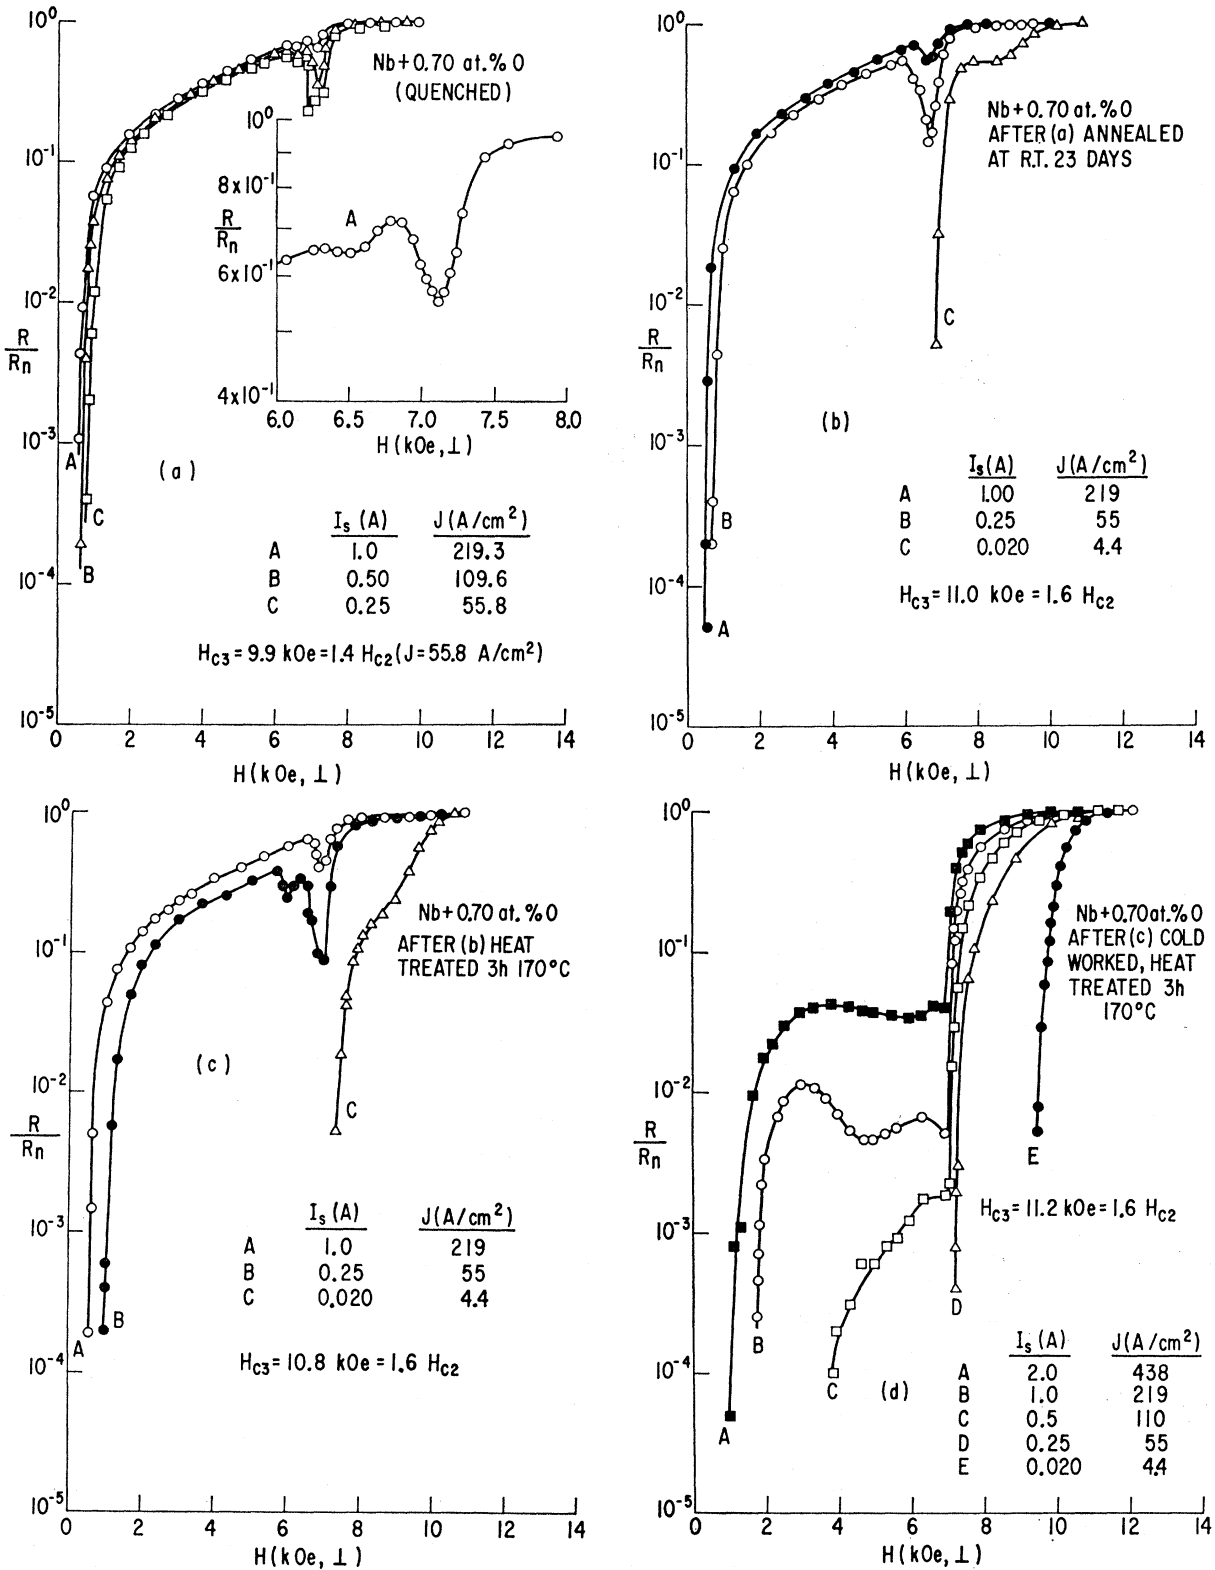 10⁰
10⁻¹
10⁻²
R/Rn
10⁻³
10⁻⁴
10⁻⁵
0 2 4 6 8 10 12 14
H (kOe, ⊥)
Nb+0.70 at.% O
(QUENCHED)
10⁰
8x10⁻¹
R/Rn
6x10⁻¹
4x10⁻¹
A
6.0 6.5 7.0 7.5 8.0
H (kOe, ⊥)
A
C
B
(a)
Is (A) J (A/cm²)
A 1.0 219.3
B 0.50 109.6
C 0.25 55.8
HC3 = 9.9 kOe = 1.4 HC2 (J = 55.8 A/cm²)
10⁰
10⁻¹
10⁻²
R/Rn
10⁻³
10⁻⁴
10⁻⁵
0 2 4 6 8 10 12 14
H (kOe, ⊥)
Nb+0.70 at.% O
AFTER (a) ANNEALED
AT R.T. 23 DAYS
C
B
A
(b)
Is (A) J (A/cm²)
A 1.00 219
B 0.25 55
C 0.020 4.4
HC3 = 11.0 kOe = 1.6 HC2
10⁰
10⁻¹
10⁻²
R/Rn
10⁻³
10⁻⁴
10⁻⁵
0 2 4 6 8 10 12 14
H (kOe, ⊥)
Nb+0.70 at.% O
AFTER (b) HEAT
TREATED 3h 170°C
(c)
C
B
A
Is (A) J (A/cm²)
A 1.0 219
B 0.25 55
C 0.020 4.4
HC3 = 10.8 kOe = 1.6 HC2
10⁰
10⁻¹
10⁻²
R/Rn
10⁻³
10⁻⁴
10⁻⁵
0 2 4 6 8 10 12 14
H (kOe, ⊥)
Nb+0.70 at.% O
AFTER (c) COLD
WORKED, HEAT
TREATED 3h
170°C
E
HC3 = 11.2 kOe = 1.6 HC2
D
B
C
A
(d)
Is (A) J (A/cm²)
A 2.0 438
B 1.0 219
C 0.5 110
D 0.25 55
E 0.020 4.4